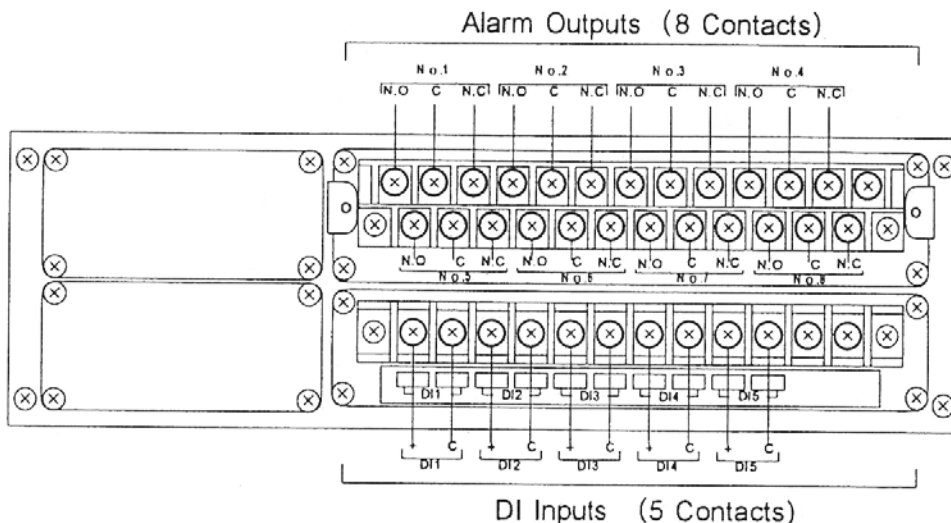 Alarm Outputs (8 Contacts)
No.1 No.2 No.3 No.4
N.O C N.C N.O C N.C N.O C N.C N.O C N.C
N.O C N.C N.O C N.C N.O C N.C N.O C N.C
No.5 No.6 No.7 No.8
DI1 DI2 DI3 DI4 DI5
+ C + C + C + C + C
DI1 DI2 DI3 DI4 DI5
DI Inputs (5 Contacts)